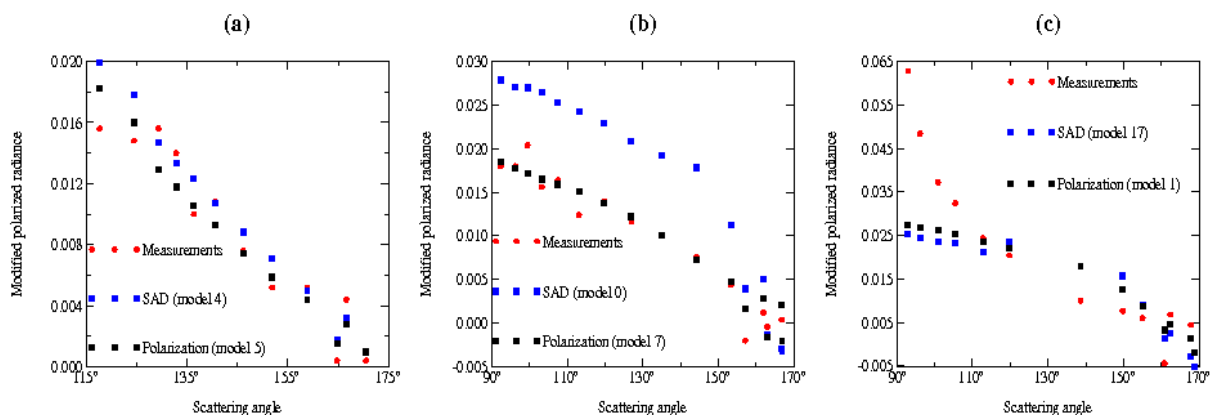 (a)
Modified polarized radiance
0.020
0.016
0.012
0.008
0.004
0.000
115°
135°
155°
175°
Scattering angle
Measurements
SAD (model 4)
Polarization (model 5)
(b)
Modified polarized radiance
0.030
0.025
0.020
0.015
0.010
0.005
0.000
-0.005
90°
110°
130°
150°
170°
Scattering angle
Measurements
SAD (model 0)
Polarization (model 7)
(c)
Modified polarized radiance
0.065
0.055
0.045
0.035
0.025
0.015
0.005
-0.005
90°
110°
130°
150°
170°
Scattering angle
Measurements
SAD (model 17)
Polarization (model 1)